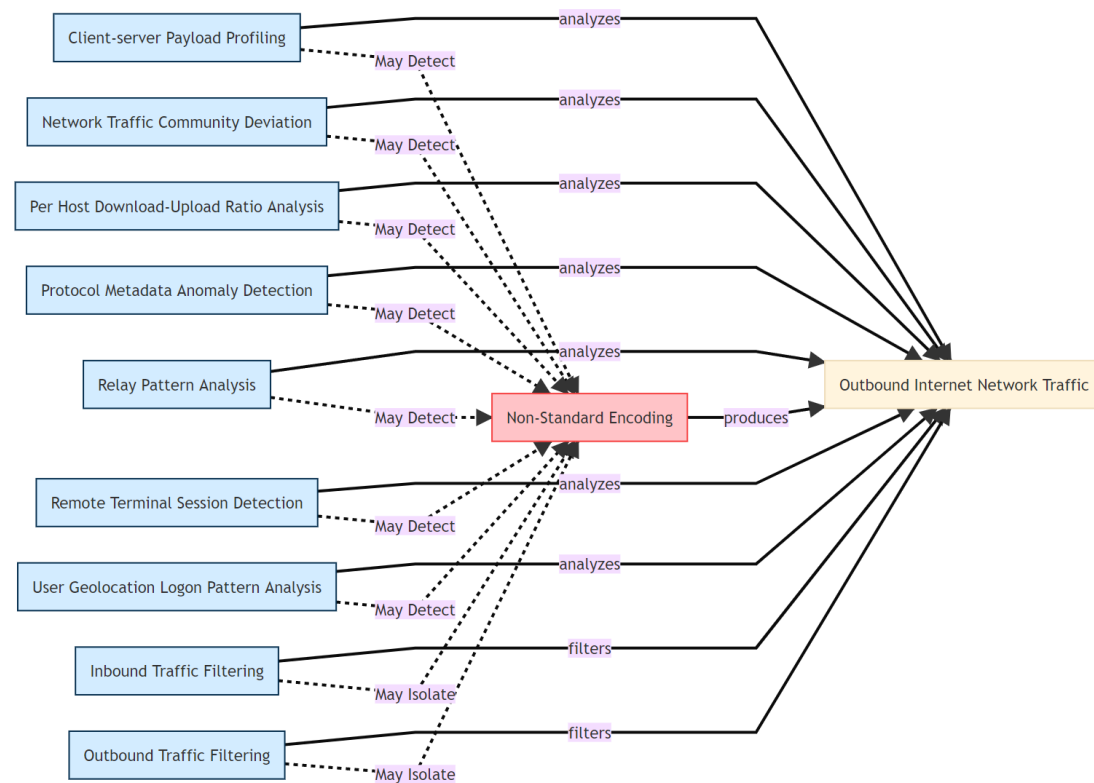 analyzes
Client-server Payload Profiling
May Detect
analyzes
Network Traffic Community Deviation
May Detect
analyzes
Per Host Download-Upload Ratio Analysis
May Detect
analyzes
Protocol Metadata Anomaly Detection
May Detect
analyzes
Relay Pattern Analysis
Outbound Internet Network Traffic
May Detect
Non-Standard Encoding
produces
analyzes
Remote Terminal Session Detection
May Detect
analyzes
User Geolocation Logon Pattern Analysis
May Detect
filters
Inbound Traffic Filtering
May Isolate
filters
Outbound Traffic Filtering
May Isolate